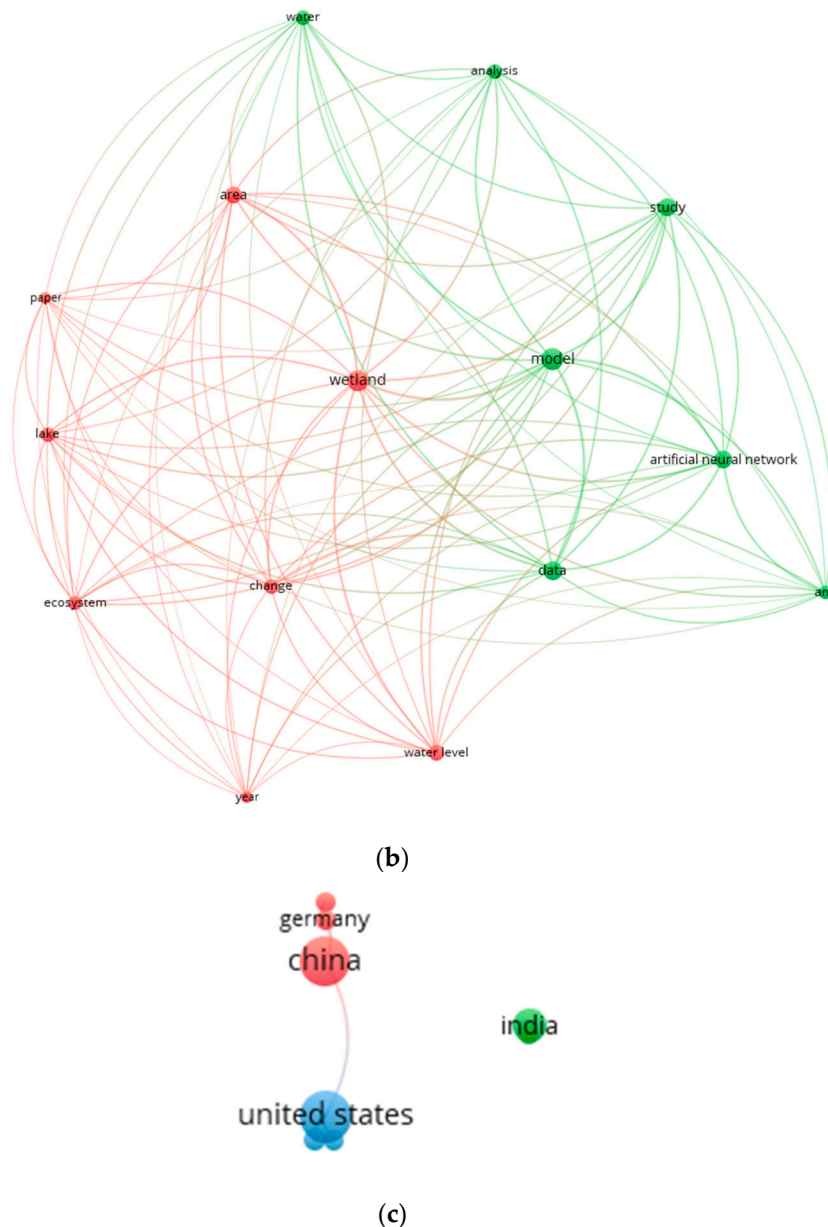 water
analysis
area
study
paper
model
wetland
lake
artificial neural network
data
change
an
ecosystem
water level
year
(b)
germany
china
india
united states
(c)